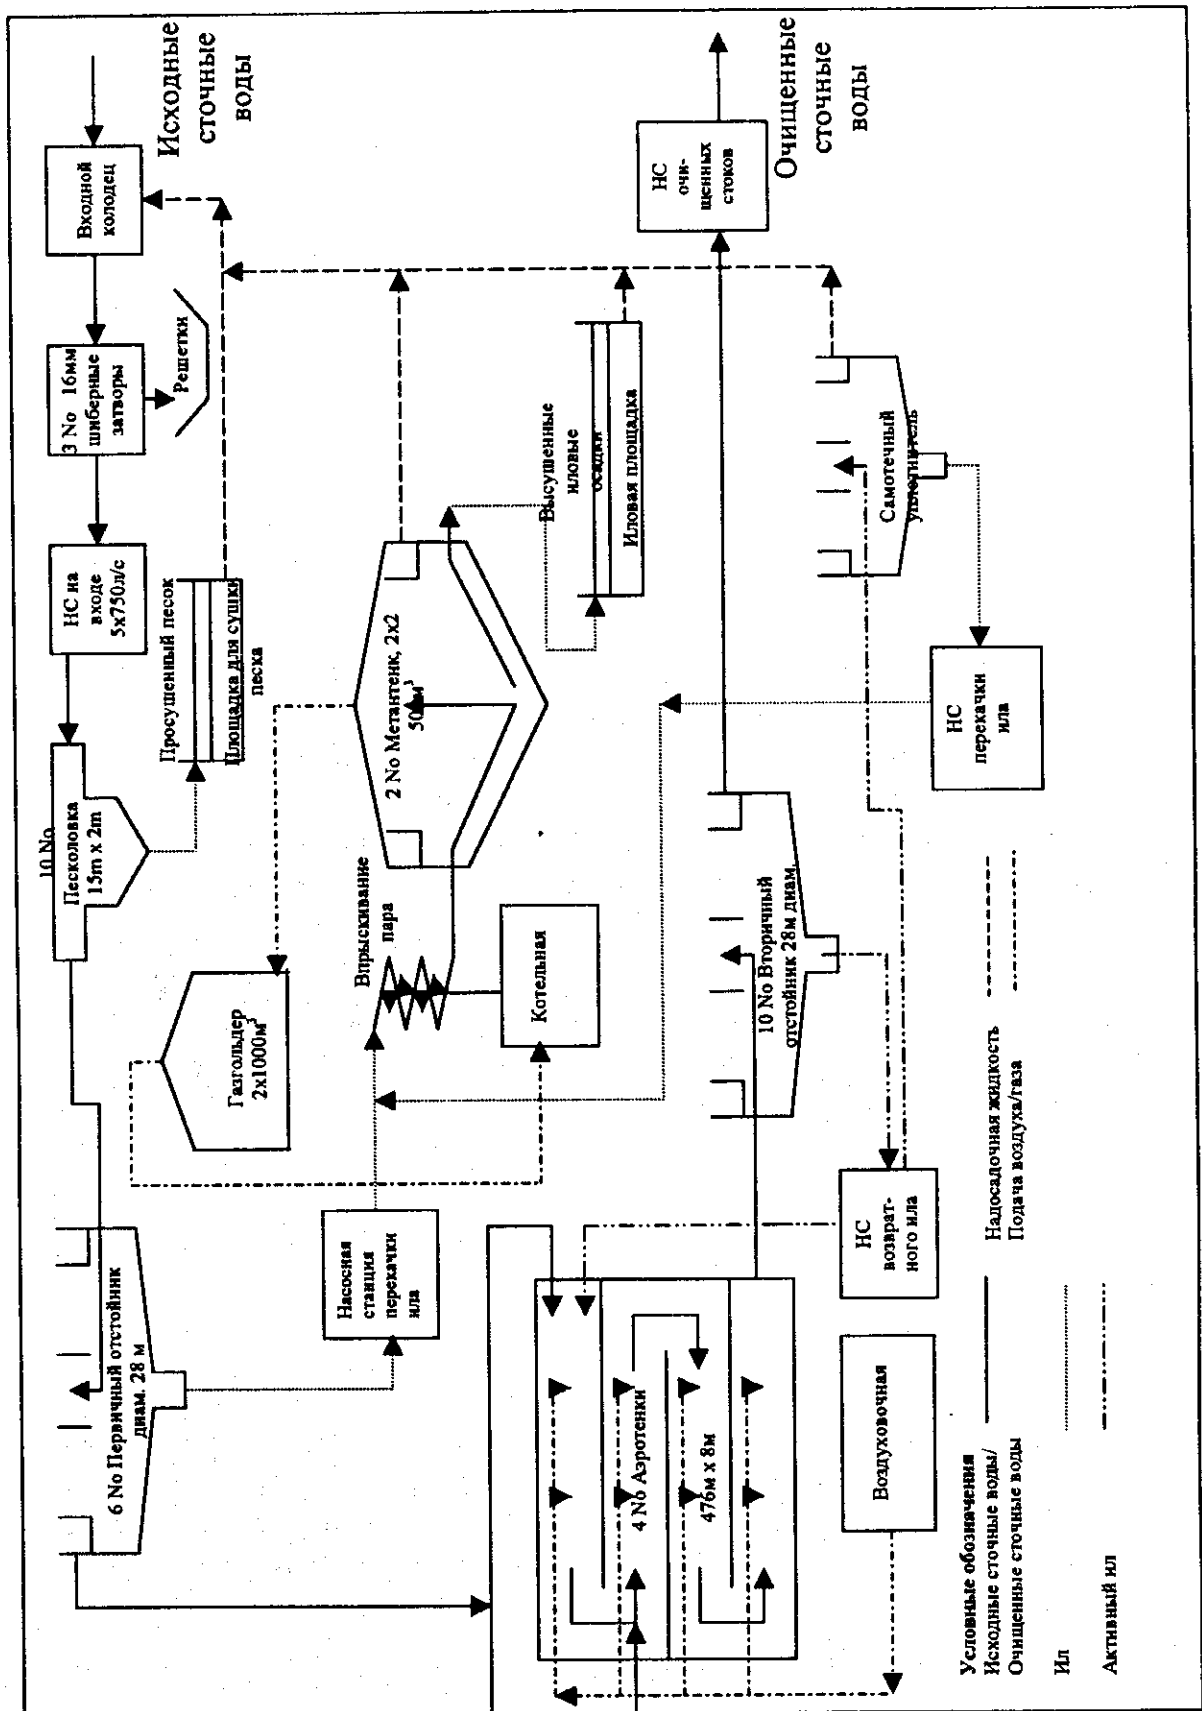 Исходные
сточные
воды
Входной
колодец
3 No 16мм
шиберные
затворы
Решетки
НС на
входе
5x750л/с
Просушенный песок
Площадка для сушки
песка
10 No
Песколовка
15m x 2m
6 No Первичный отстойник
диам. 28 м
Газгольдер
2x1000м³
Впрыскивание
пара
Котельная
2 No Метантенк, 2x2
50 м³
Насосная
станция
перекачки
ила
Высушенные
иловые
осадки
Иловая площадка
НС
очи-
щенных
стоков
Очищенные
сточные
воды
Самотечный
уплотнитель
НС
перекачки
ила
10 No Вторичный
отстойник 28м диам.
НС
возврат-
ного ила
4 No Аэротенки
476м x 8м
Воздуховочная
Условные обозначения
Исходные сточные воды/
Очищенные сточные воды
Ил
Активный ил
Надосадочная жидкость
Подача воздуха/газа